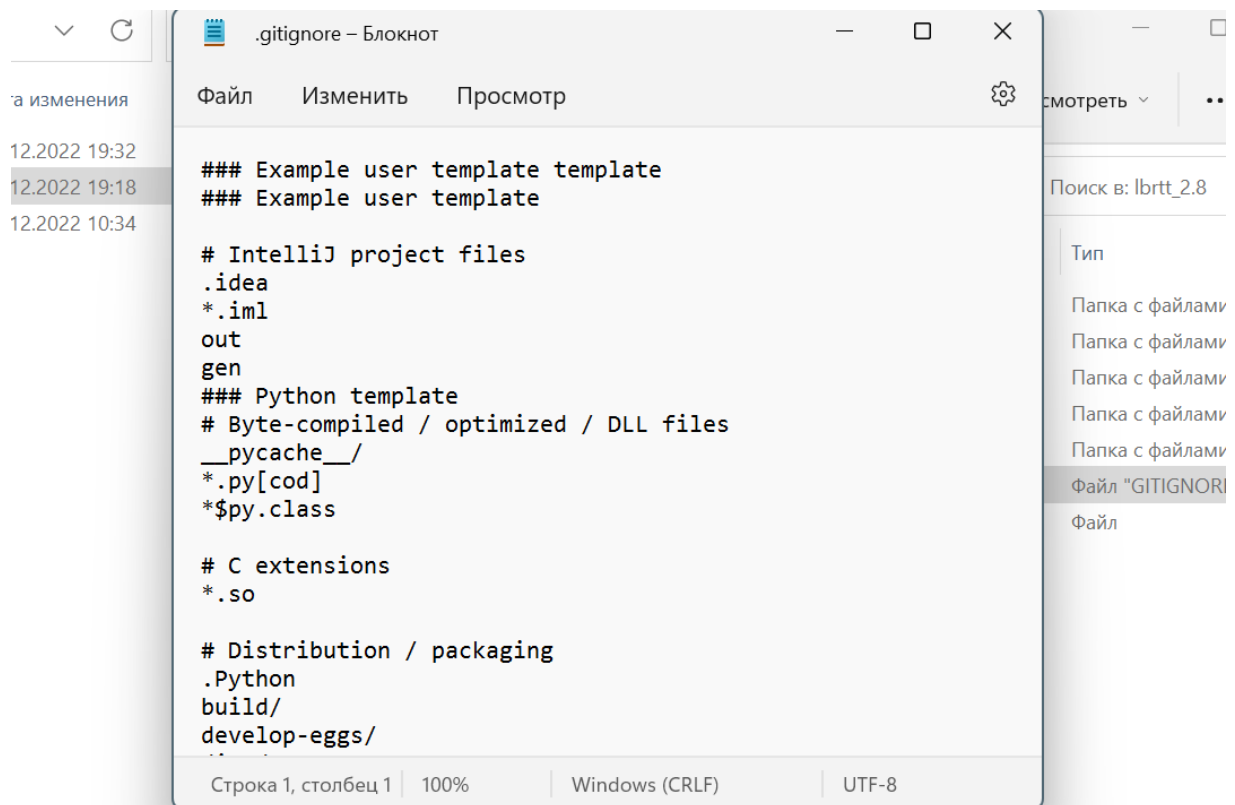 .gitignore – Блокнот
Файл Изменить Просмотр
а изменения
12.2022 19:32
12.2022 19:18
12.2022 10:34
### Example user template template
### Example user template
# IntelliJ project files
.idea
*.iml
out
gen
### Python template
# Byte-compiled / optimized / DLL files
__pycache__/
*.py[cod]
*$py.class
# C extensions
*.so
# Distribution / packaging
.Python
build/
develop-eggs/
Строка 1, столбец 1 100% Windows (CRLF) UTF-8
смотреть
Поиск в: lbrtt_2.8
Тип
Папка с файлами
Папка с файлами
Папка с файлами
Папка с файлами
Папка с файлами
Файл "GITIGNORE
Файл